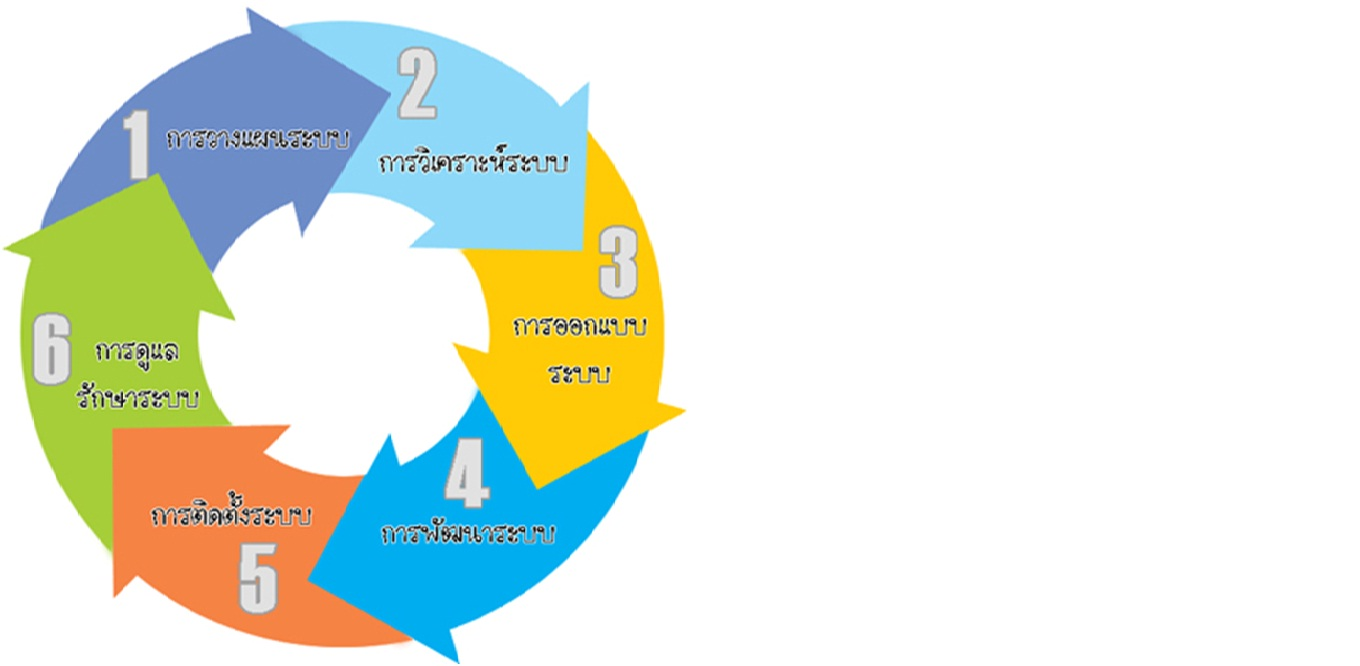 1
การวางแผนระบบ
2
การวิเคราะห์ระบบ
3
การออกแบบ
ระบบ
4
การพัฒนาระบบ
การติดตั้งระบบ
5
6
การดูแล
รักษาระบบ